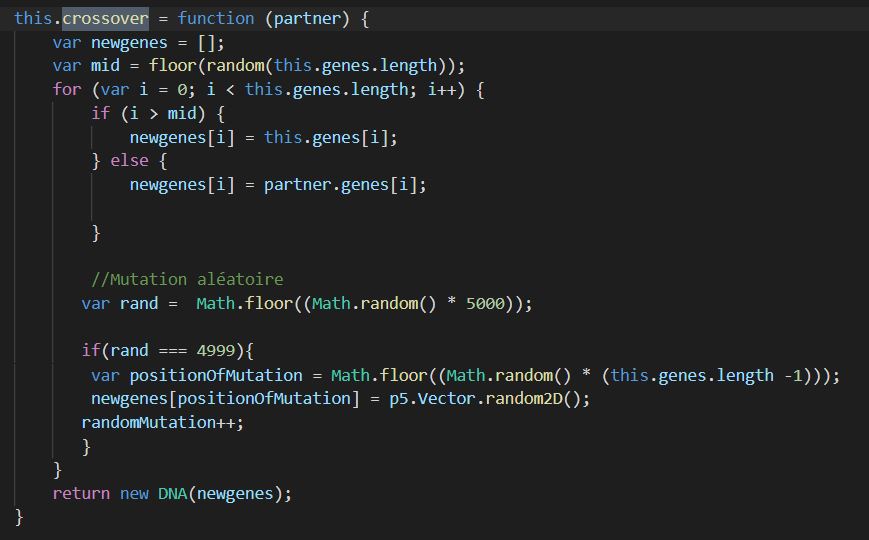 this.crossover = function (partner) {
    var newgenes = [];
    var mid = floor(random(this.genes.length));
    for (var i = 0; i < this.genes.length; i++) {
        if (i > mid) {
            newgenes[i] = this.genes[i];
        } else {
            newgenes[i] = partner.genes[i];

        }

        //Mutation aléatoire
       var rand =  Math.floor((Math.random() * 5000));

       if(rand === 4999){
        var positionOfMutation = Math.floor((Math.random() * (this.genes.length -1)));
        newgenes[positionOfMutation] = p5.Vector.random2D();
       randomMutation++;
       }
    }
    return new DNA(newgenes);
}